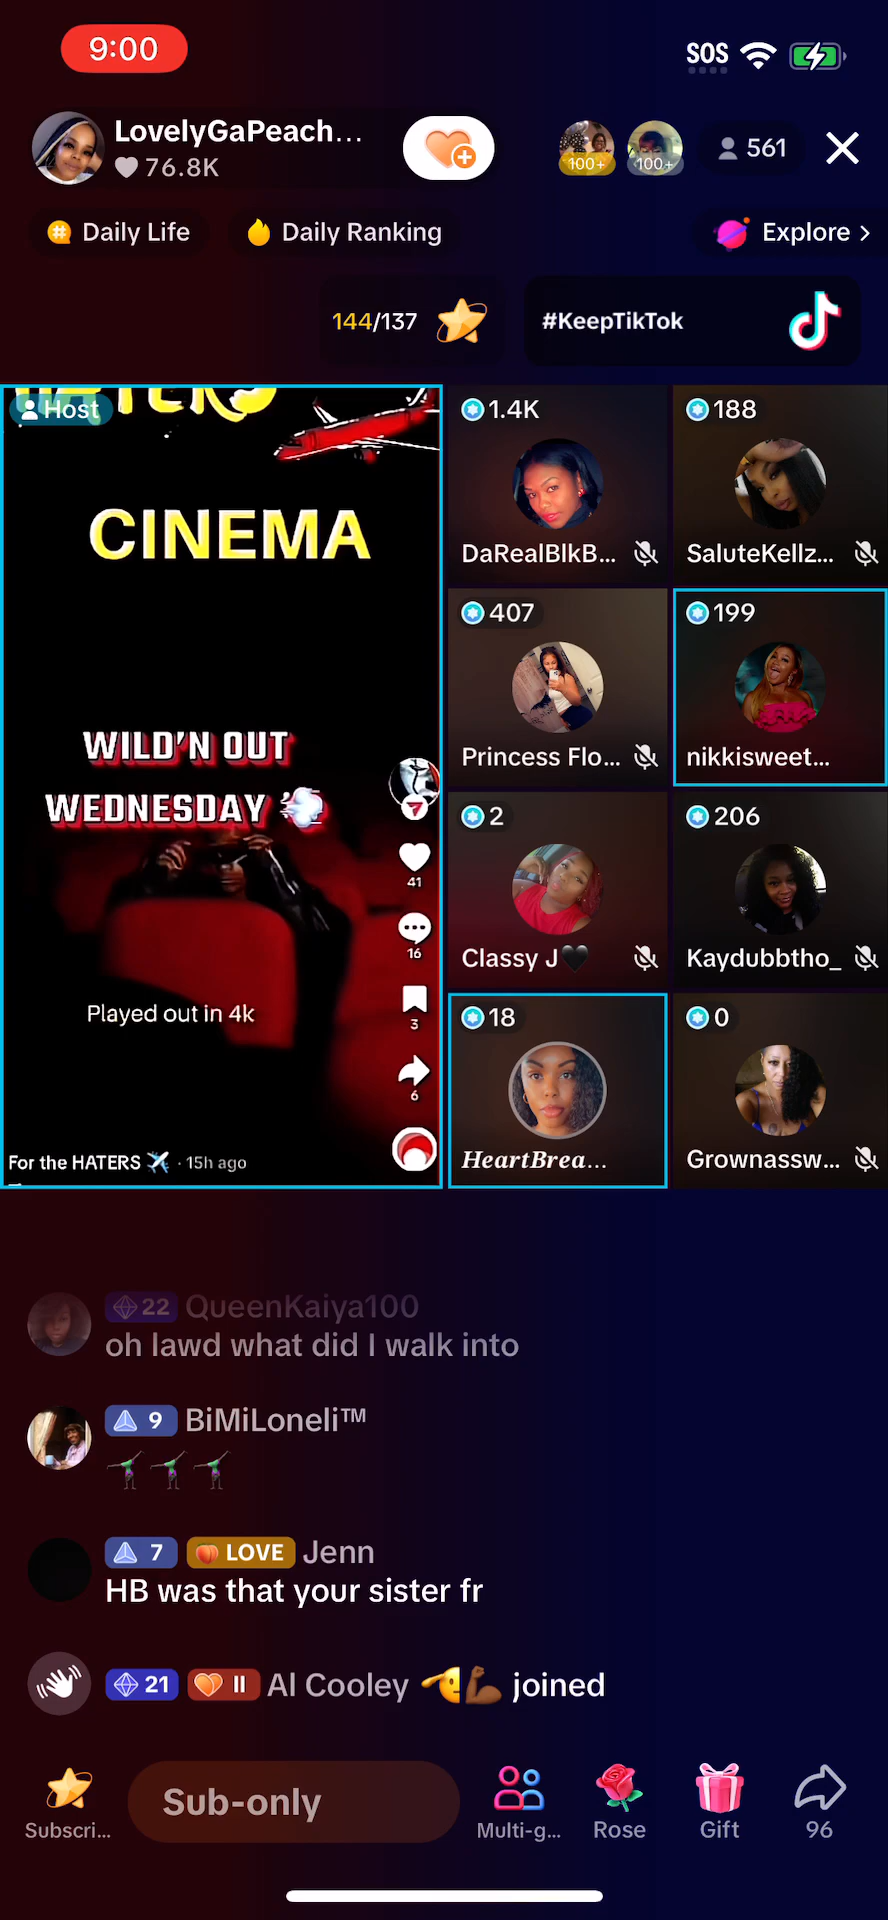 9:00
SOS
LovelyGaPeach...
76.8K
100+
100+
561
Daily Life
Daily Ranking
Explore >
144/137
#KeepTikTok
Host
CINEMA
WILD'N OUT
WEDNESDAY
41
16
3
6
Played out in 4k
For the HATERS ✈️ · 15h ago
1.4K
DaRealBlkB...
188
SaluteKellz...
407
Princess Flo...
199
nikkisweet...
2
Classy J🖤
206
Kaydubbtho_
18
HeartBrea...
0
Grownassw...
22 QueenKaiya100
oh lawd what did I walk into
9 BiMiLoneli™
7 LOVE Jenn
HB was that your sister fr
21 II Al Cooley 🫡💪🏾 joined
Subscri...
Sub-only
Multi-g...
Rose
Gift
96